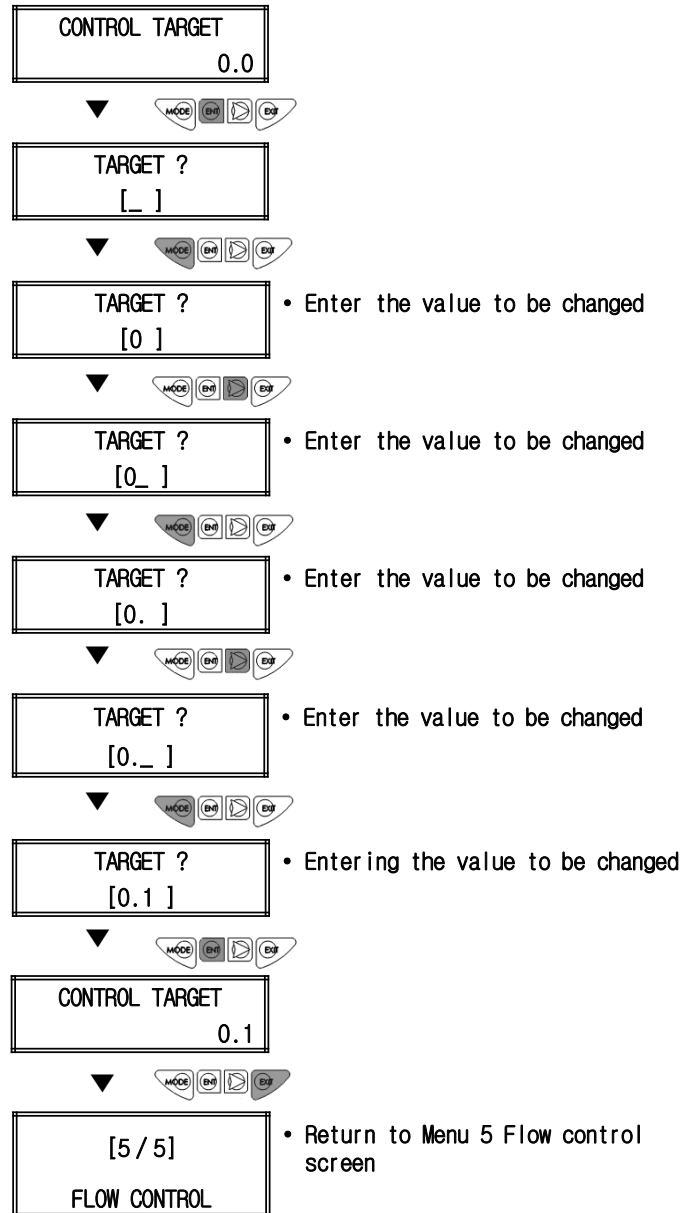 CONTROL TARGET
0.0
MODE ENT EXIT
TARGET ?
[_ ]
MODE ENT EXIT
TARGET ?
[0 ]
• Enter the value to be changed
MODE ENT EXIT
TARGET ?
[0_ ]
• Enter the value to be changed
MODE ENT EXIT
TARGET ?
[0. ]
• Enter the value to be changed
MODE ENT EXIT
TARGET ?
[0._ ]
• Enter the value to be changed
MODE ENT EXIT
TARGET ?
[0.1 ]
• Entering the value to be changed
MODE ENT EXIT
CONTROL TARGET
0.1
MODE ENT EXIT
[5/5]
FLOW CONTROL
• Return to Menu 5 Flow control
screen